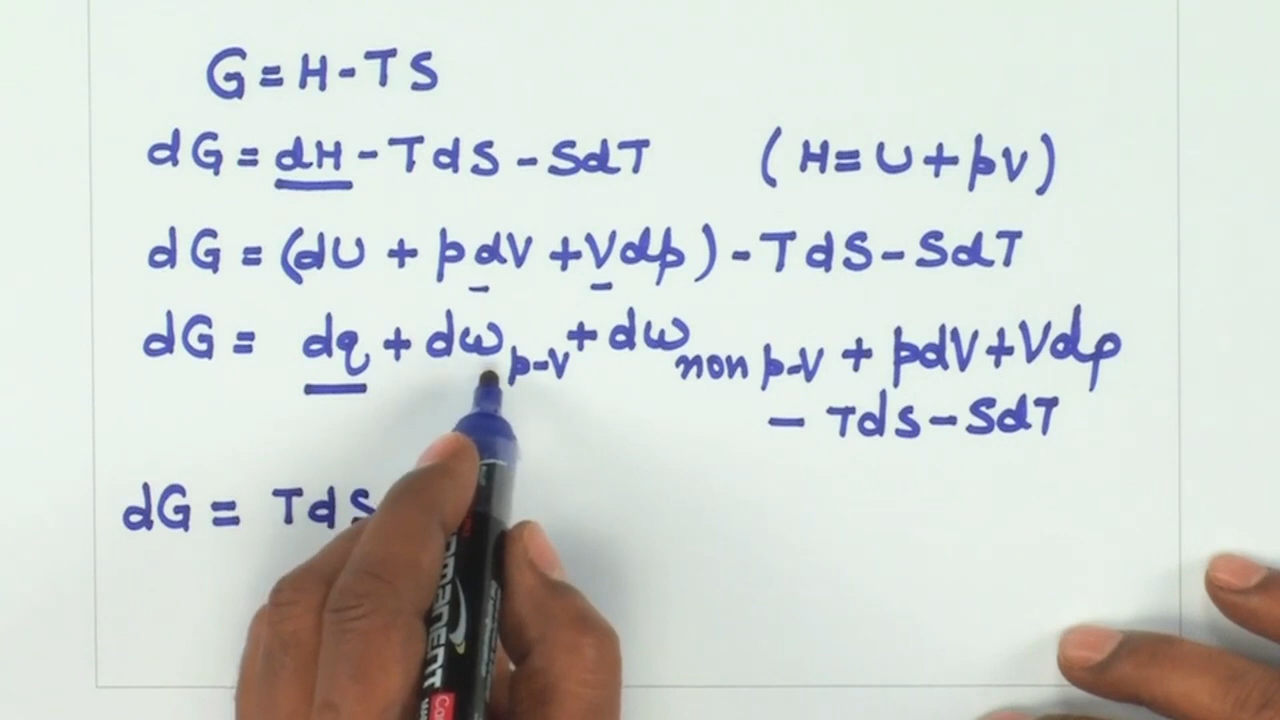 G = H - TS
dG = dH - TdS - SdT (H = U + pV)
dG = (dU + pdV + Vdp) - TdS - SdT
dG = dq + dω p-V + dω non p-V + pdV + Vdp
- TdS - SdT
dG = TdS